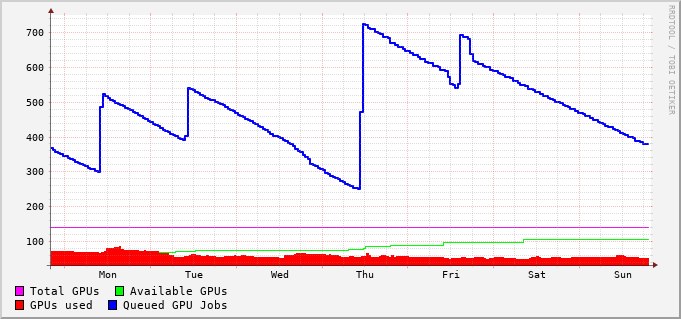 700
600
500
400
300
200
100
Mon Tue Wed Thu Fri Sat Sun
Total GPUs Available GPUs
GPUs used Queued GPU Jobs
RRDTOOL / TOBI OETIKER